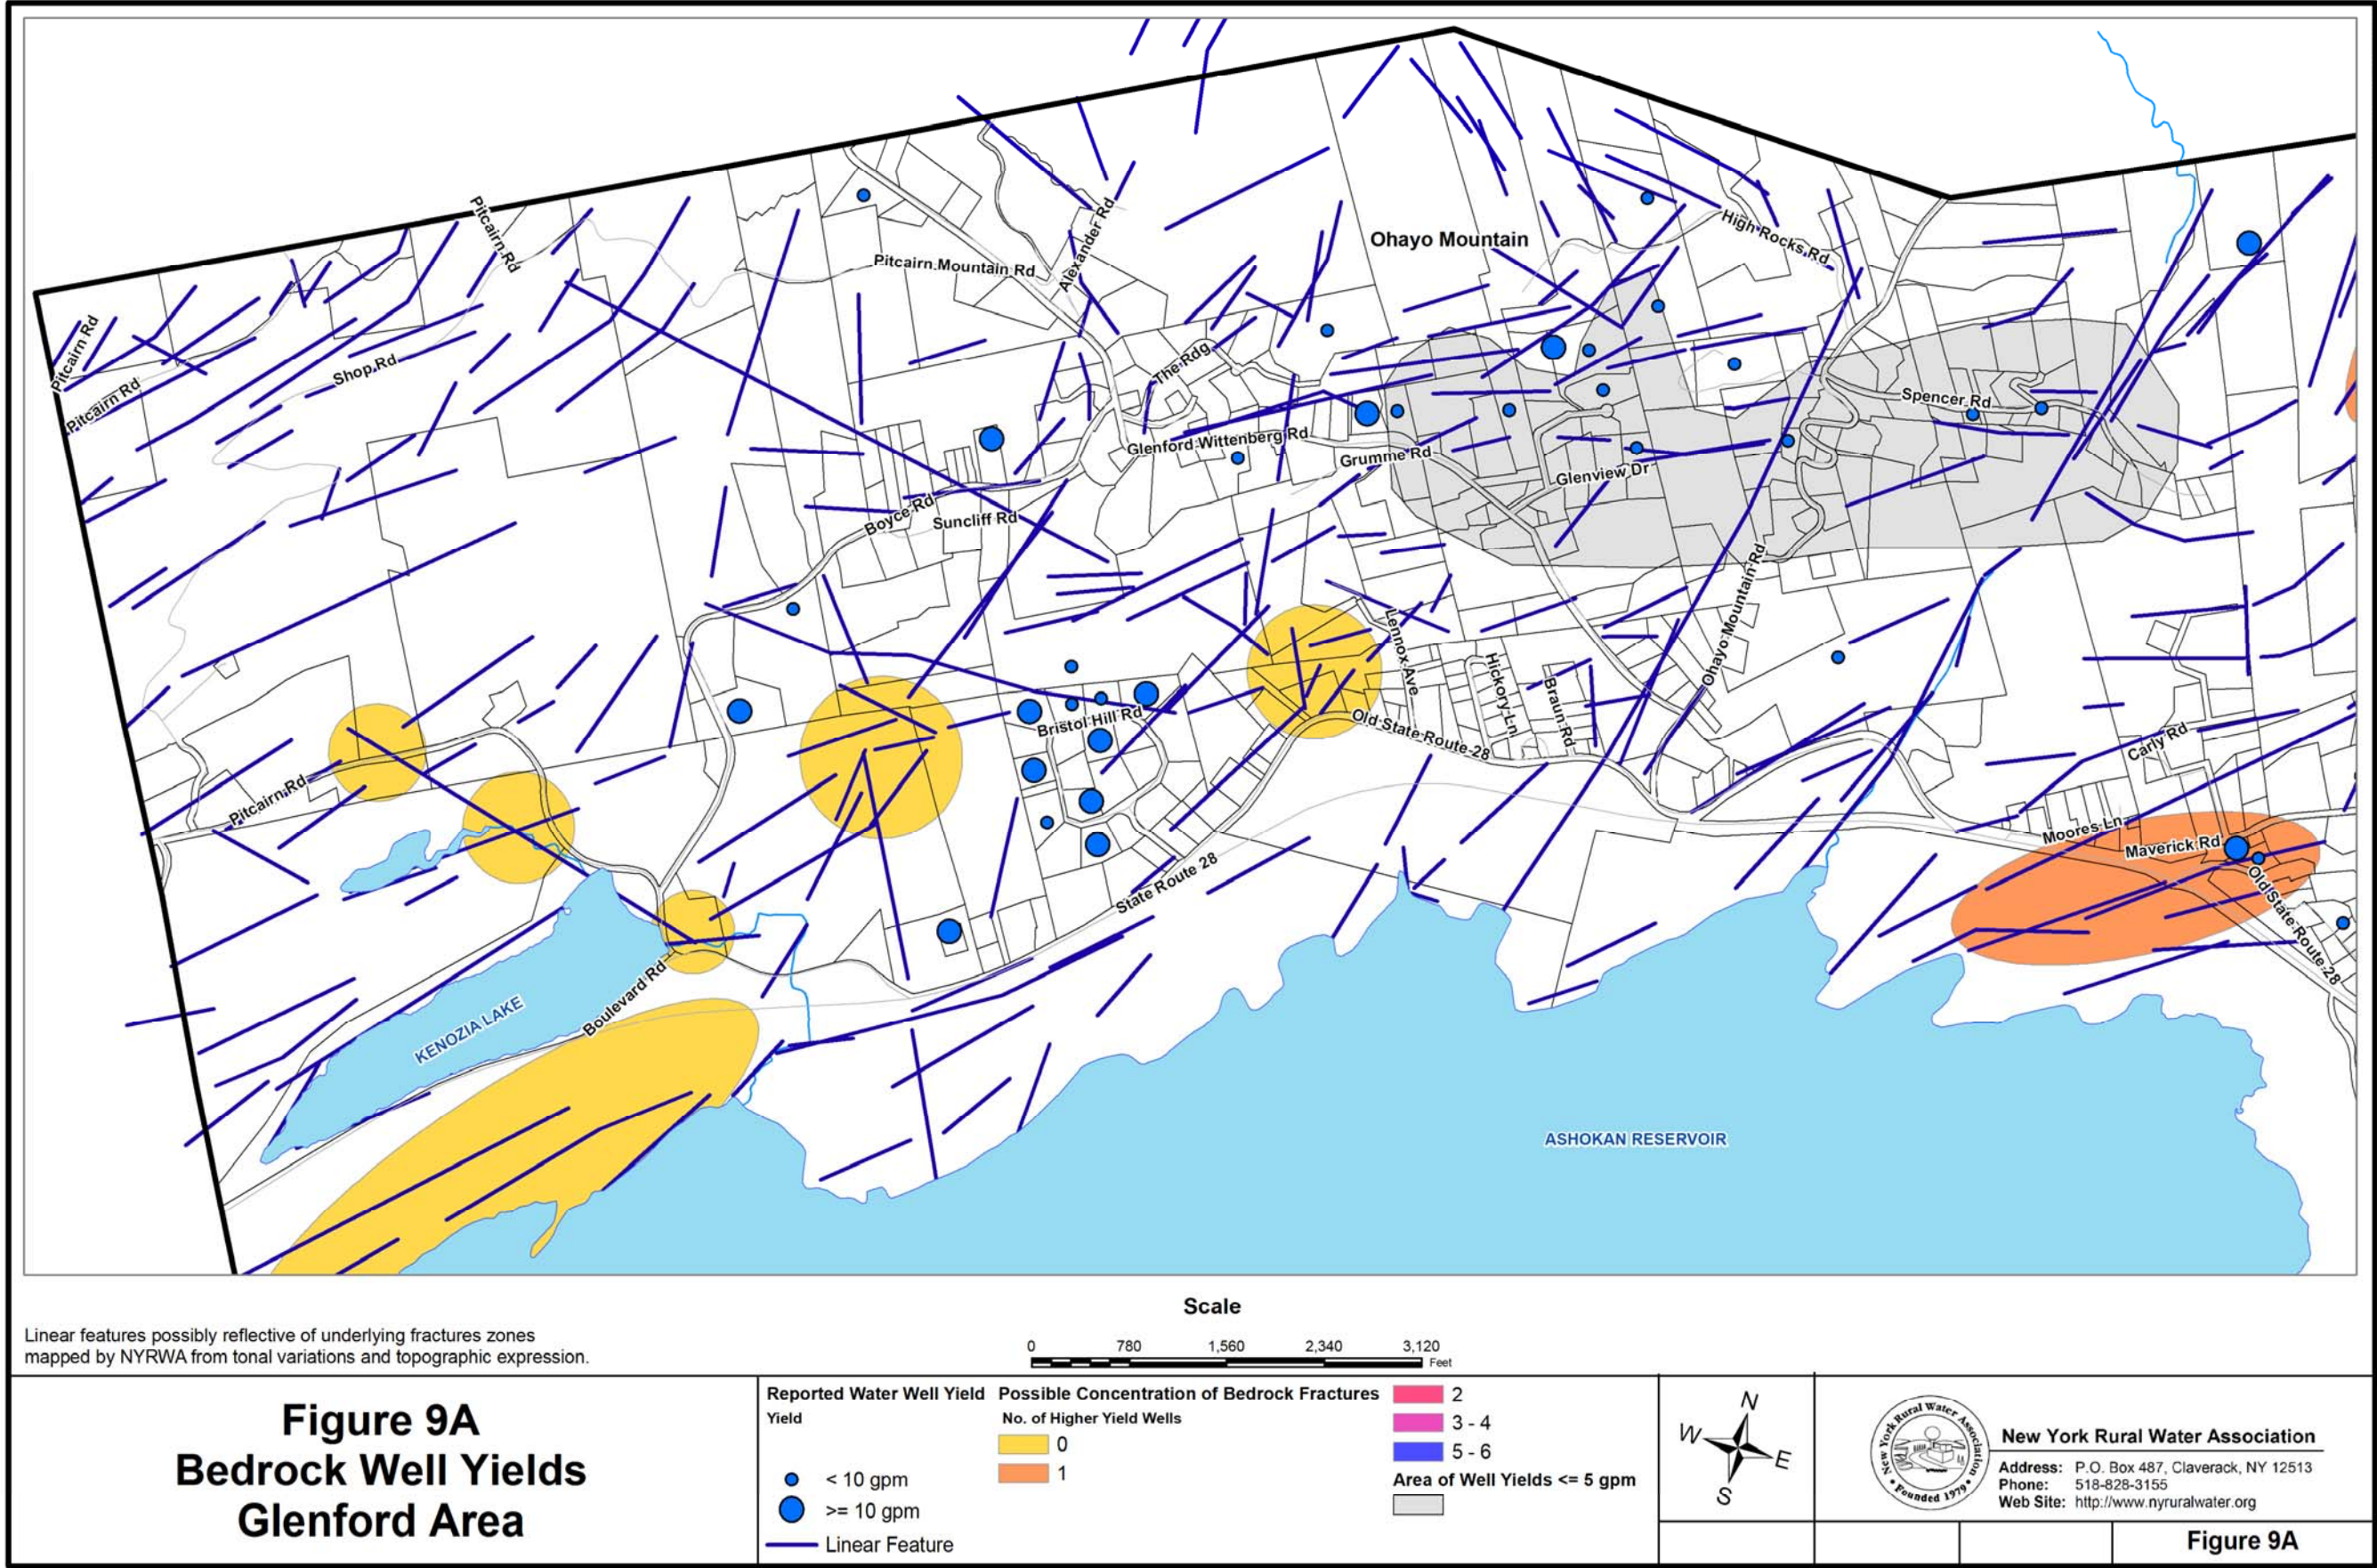 Pitcairn Rd
Alexander Rd
High Rocks Rd
Ohayo Mountain
Pitcairn Mountain Rd
Pitcairn Rd
Shop Rd
Pitcairn Rd
The Rdg
Spencer Rd
Glenford Wittenberg Rd
Grumme Rd
Glenview Dr
Boyce Rd
Suncliff Rd
Ohayo Mountain Rd
Lennox Ave
Hickory Ln
Braun Rd
Bristol Hill Rd
Old State Route 28
Carly Rd
Pitcairn Rd
Moores Ln
Maverick Rd
State Route 28
Old State Route 28
Boulevard Rd
KENOZIA LAKE
ASHOKAN RESERVOIR
Scale
0 780 1,560 2,340 3,120
Feet
Linear features possibly reflective of underlying fractures zones
mapped by NYRWA from tonal variations and topographic expression.
Figure 9A
Bedrock Well Yields
Glenford Area
Reported Water Well Yield
Yield
< 10 gpm
>= 10 gpm
Linear Feature
Possible Concentration of Bedrock Fractures
No. of Higher Yield Wells
0
1
2
3 - 4
5 - 6
Area of Well Yields <= 5 gpm
N
W
E
S
New York Rural Water Association
Founded 1979
New York Rural Water Association
Address: P.O. Box 487, Claverack, NY 12513
Phone: 518-828-3155
Web Site: http://www.nyruralwater.org
Figure 9A